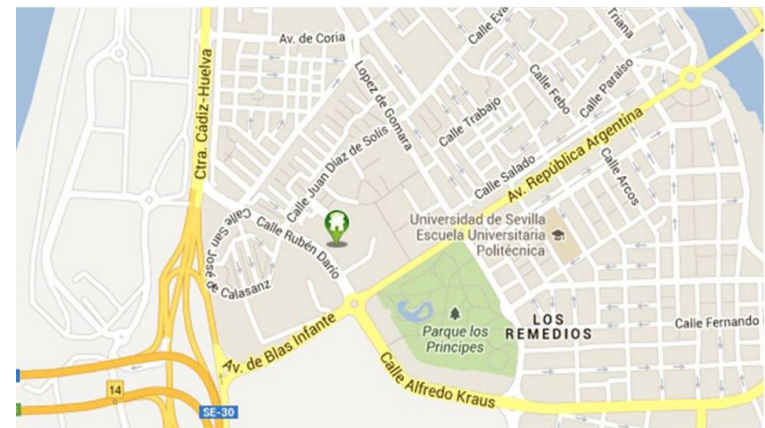 Av. de Coria
Calle Eva
Triana
Ctra. Cádiz-Huelva
Lopez de Gomara
Calle Febo
Calle Paraíso
Calle Trabajo
Calle Juan Díaz de Solis
Calle Salado
Av. República Argentina
Calle Arcos
Calle San José
de Calasanz
Calle Rubén Darío
Universidad de Sevilla
Escuela Universitaria
Politécnica
Parque los
Principes
LOS
REMEDIOS
Calle Fernando
Av. de Blas Infante
Calle Alfredo Kraus
14
SE-30